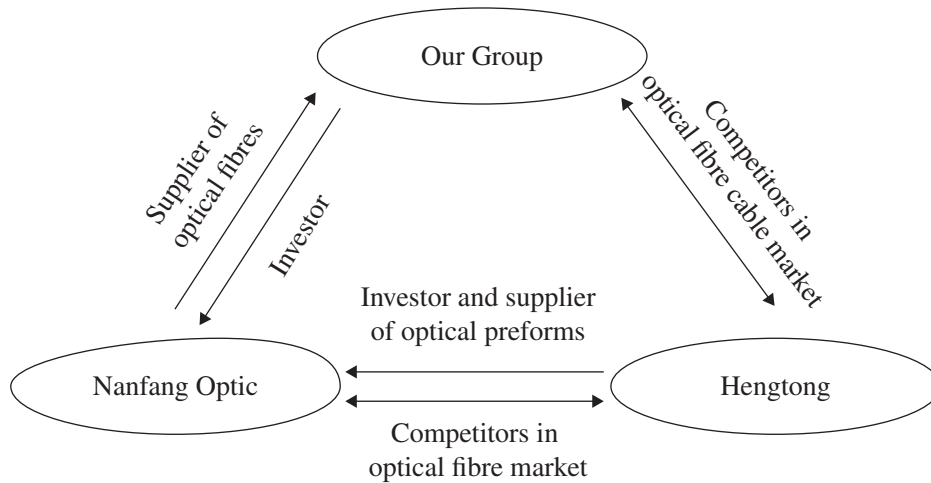 Our Group
Supplier of
optical fibres
Investor
Competitors in
optical fibre cable market
Investor and supplier
of optical preforms
Nanfang Optic
Hengtong
Competitors in
optical fibre market